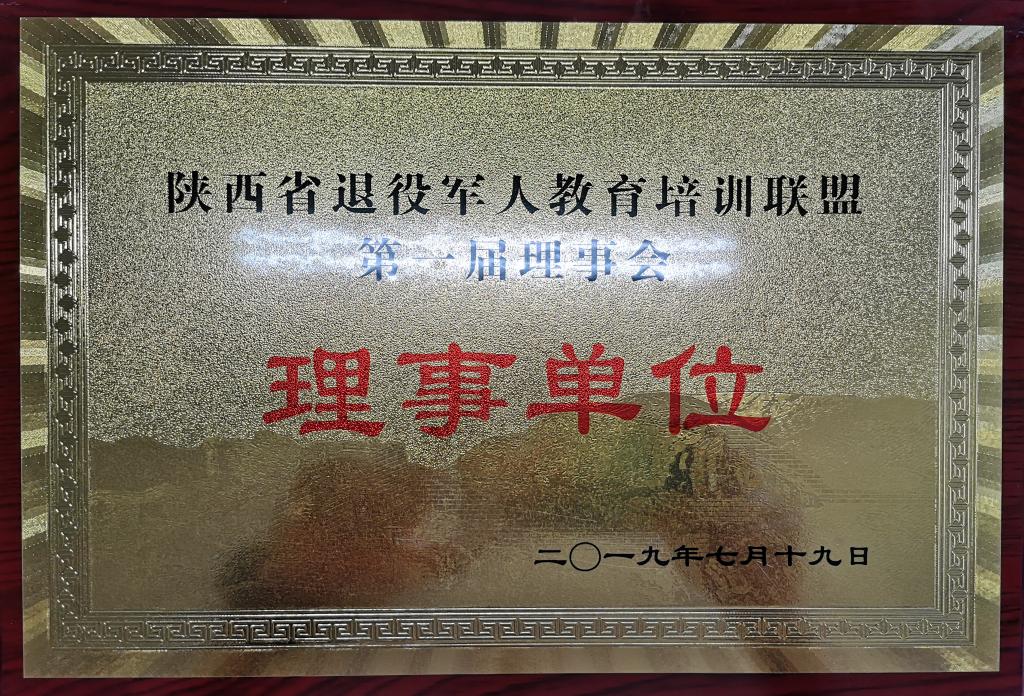 陕西省退役军人教育培训联盟
第一届理事会
理事单位
二〇一九年七月十九日